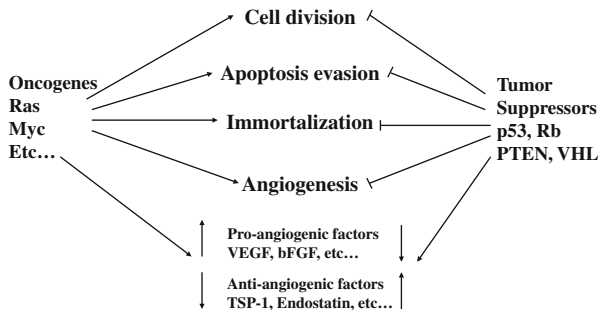 Cell division
Apoptosis evasion
Immortalization
Angiogenesis
Oncogenes
Ras
Myc
Etc…
Tumor
Suppressors
p53, Rb
PTEN, VHL
Pro-angiogenic factors
VEGF, bFGF, etc…
Anti-angiogenic factors
TSP-1, Endostatin, etc…